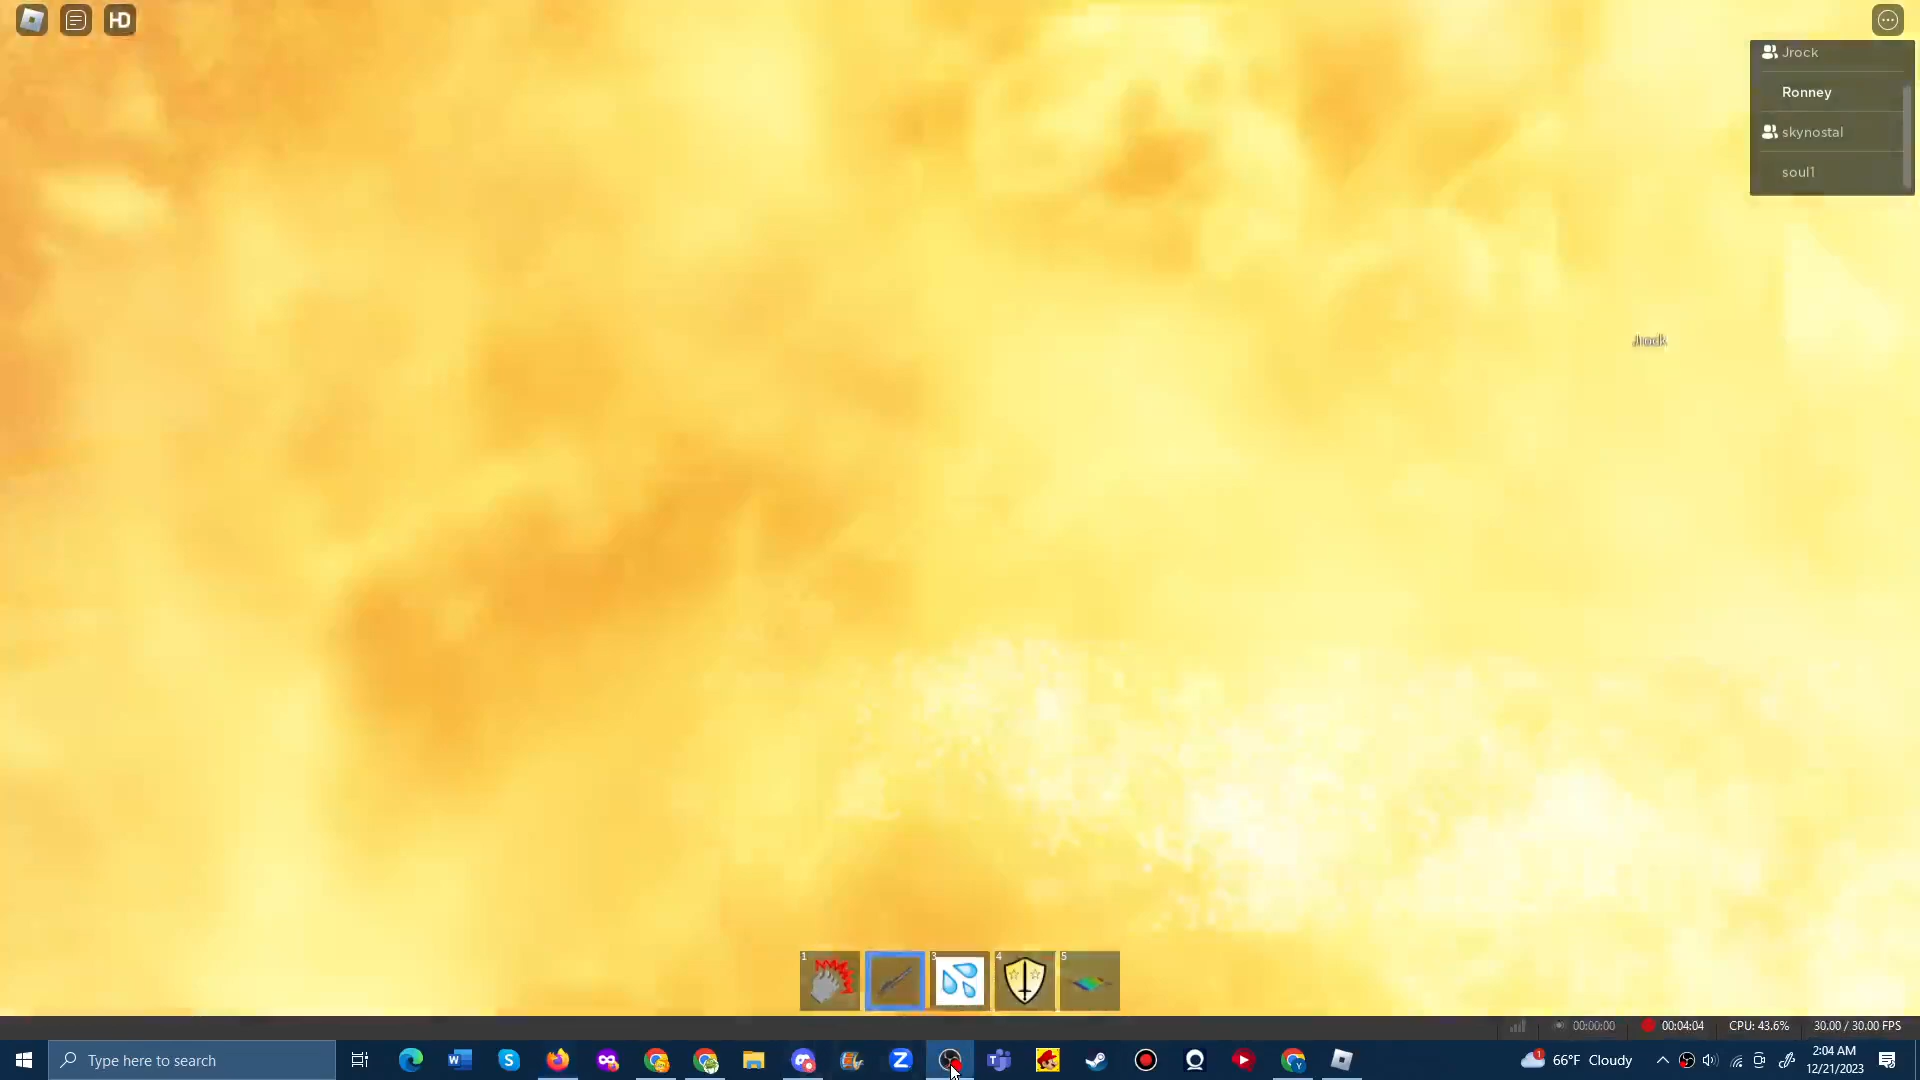 HD
Jrock
Ronney
skynostal
soul1
Jrock
1
3
4
5
00:00:00
00:04:04
CPU: 43.6%
30.00 / 30.00 FPS
Type here to search
1
66°F Cloudy
2:04 AM
12/21/2023